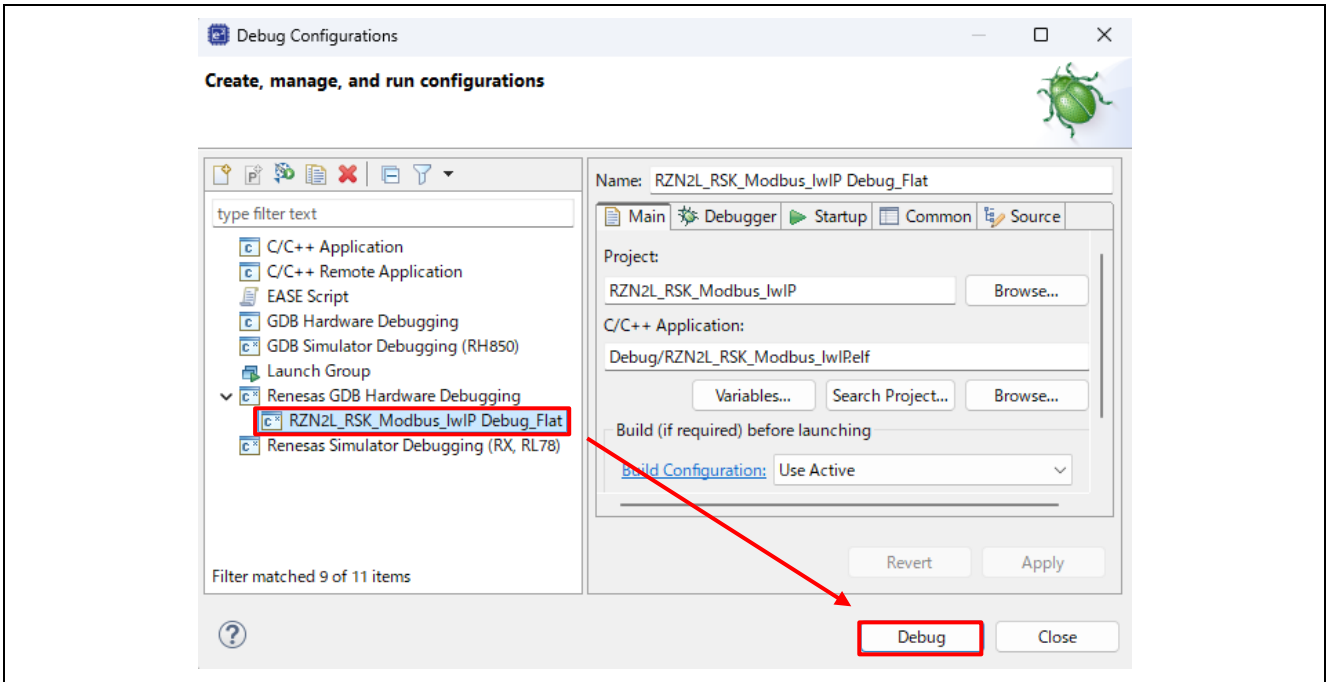 Debug Configurations
Create, manage, and run configurations
type filter text
C/C++ Application
C/C++ Remote Application
EASE Script
GDB Hardware Debugging
GDB Simulator Debugging (RH850)
Launch Group
Renesas GDB Hardware Debugging
RZN2L_RSK_Modbus_lwIP Debug_Flat
Renesas Simulator Debugging (RX, RL78)
Filter matched 9 of 11 items
Name: RZN2L_RSK_Modbus_lwIP Debug_Flat
Main Debugger Startup Common Source
Project:
RZN2L_RSK_Modbus_lwIP Browse...
C/C++ Application:
Debug/RZN2L_RSK_Modbus_lwIP.elf
Variables... Search Project... Browse...
Build (if required) before launching
Build Configuration: Use Active
Revert Apply
Debug Close